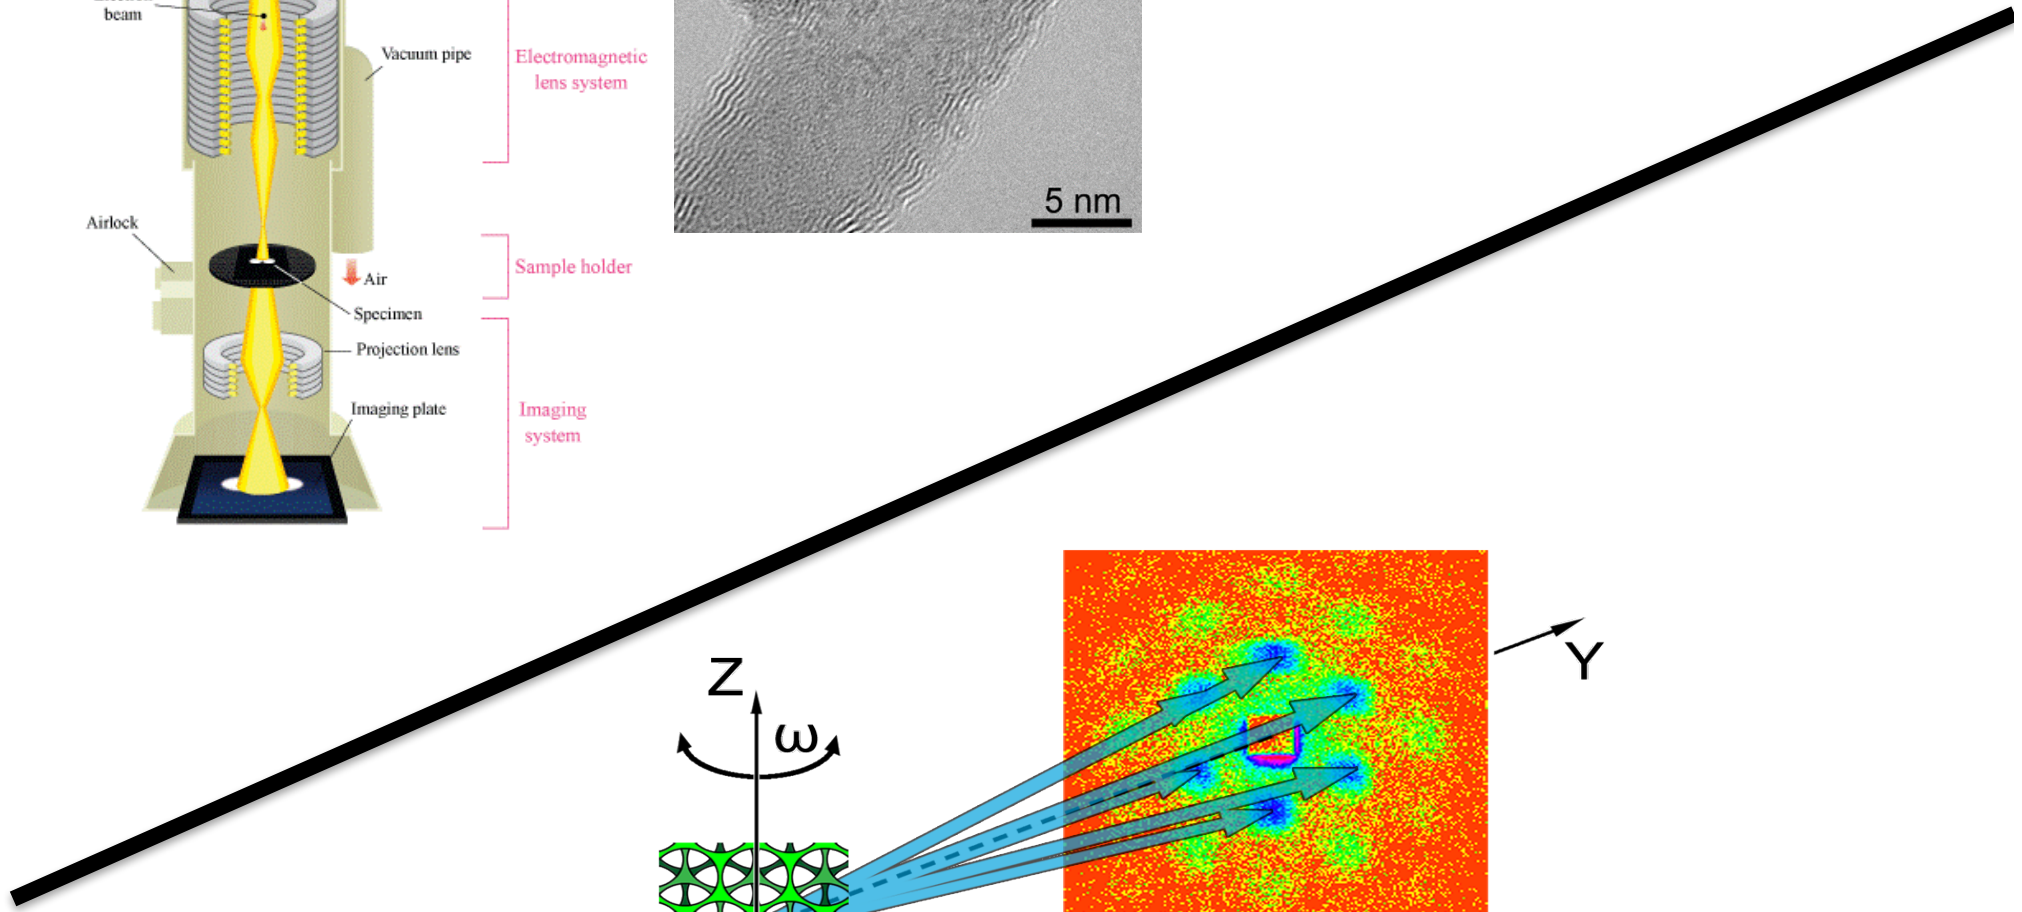 beam
Vacuum pipe
Electromagnetic
lens system
5 nm
Airlock
Sample holder
Air
Specimen
Projection lens
Imaging plate
Imaging
system
Z
ω
Y